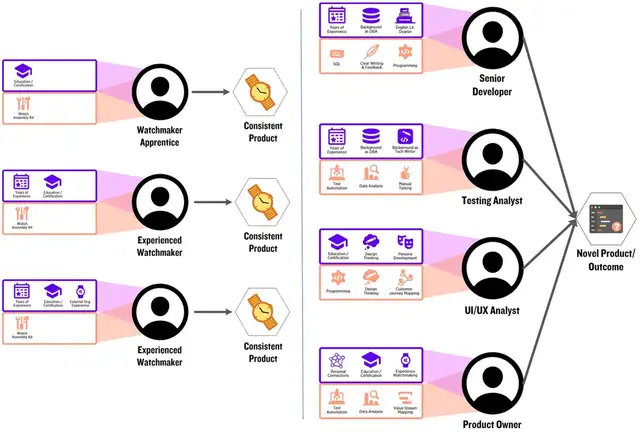 Education /
Certification
Watch
Assembly Kit
Watchmaker
Apprentice
Consistent
Product
Years of
Experience
Education /
Certification
Watch
Assembly Kit
Experienced
Watchmaker
Consistent
Product
Years of
Experience
Education /
Certification
External Org.
Experience
Watch
Assembly Kit
Experienced
Watchmaker
Consistent
Product
Years of
Experience
Background
as DBA
English Lit.
Degree
SQL
Clear Writing
& Feedback
Programming
Senior
Developer
Years of
Experience
Background
as DBA
Background as
Tech Writer
Test
Automation
Data Analysis
Manual
Testing
Testing Analyst
Education /
Certification
Design
Thinking
Persona
Development
Programming
Design
Thinking
Customer
Journey Mapping
UI/UX Analyst
Personal
Connections
Education /
Certification
Experience
Watchmaking
Test
Automation
Data Analysis
Value Stream
Mapping
Product Owner
?
Novel Product/
Outcome